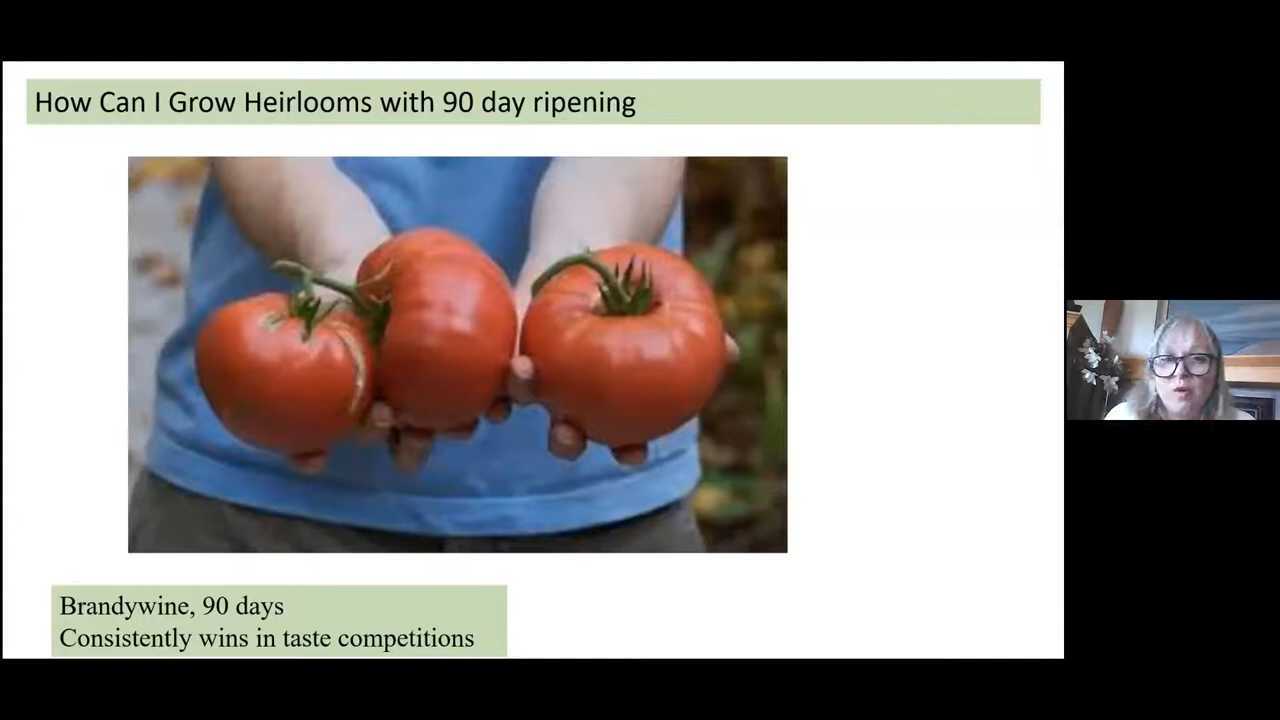 How Can I Grow Heirlooms with 90 day ripening
Brandywine, 90 days
Consistently wins in taste competitions